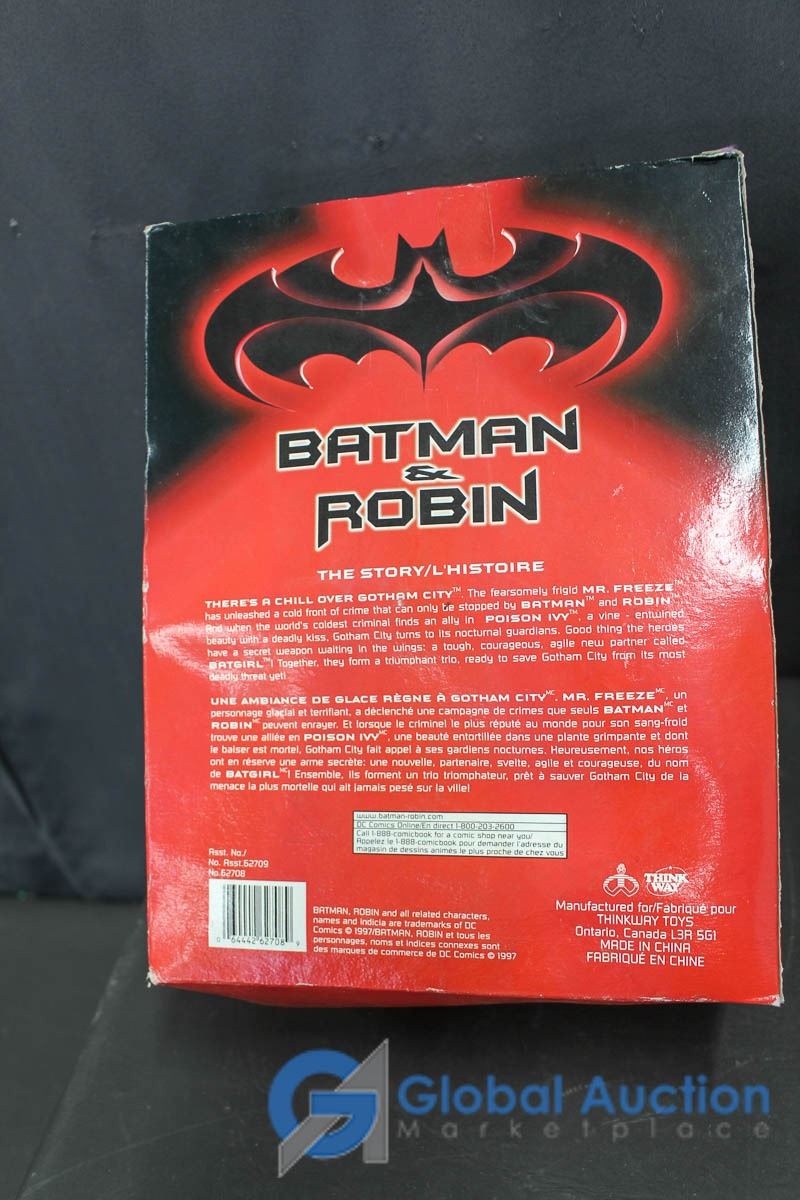 BATMAN
&
ROBIN
THE STORY/L'HISTOIRE
THERE'S A CHILL OVER GOTHAM CITY™. The fearsomely frigid MR. FREEZE™
has unleashed a cold front of crime that can only be stopped by BATMAN™ and ROBIN™.
And when the world's coldest criminal finds an ally in POISON IVY™, a vine - entwined
beauty with a deadly kiss, Gotham City turns to its nocturnal guardians. Good thing the heroes
have a secret weapon waiting in the wings: a tough, courageous, agile new partner called
BATGIRL™! Together, they form a triumphant trio, ready to save Gotham City from its most
deadly threat yet!
UNE AMBIANCE DE GLACE RÈGNE À GOTHAM CITY MC. MR. FREEZE MC, un
personnage glacial et terrifiant, a déclenché une campagne de crimes que seuls BATMAN MC et
ROBIN MC peuvent enrayer. Et lorsque le criminel le plus réputé au monde pour son sang-froid
trouve une alliée en POISON IVY MC, une beauté entortillée dans une plante grimpante et dont
le baiser est mortel, Gotham City fait appel à ses gardiens nocturnes. Heureusement, nos héros
ont en réserve une arme secrète: une nouvelle, partenaire, svelte, agile et courageuse, du nom
de BATGIRL MC! Ensemble, ils forment un trio triomphateur, prêt à sauver Gotham City de la
menace la plus mortelle qui ait jamais pesé sur la ville!
www.batman-robin.com
DC Comics Online/En direct 1-800-203-2600
Call 1-888-comicbook for a comic shop near you/
Appelez le 1-888-comicbook pour demander l'adresse du
magasin de dessins animés le plus proche de chez vous
Asst. No./
No. Asst.62709
No.62708
0 64442 62708 9
BATMAN, ROBIN and all related characters,
names and indicia are trademarks of DC
Comics © 1997/BATMAN, ROBIN et tous les
personnages, noms et indices connexes sont
des marques de commerce de DC Comics © 1997
THINK
WAY
Manufactured for/Fabriqué pour
THINKWAY TOYS
Ontario, Canada L3R 5G1
MADE IN CHINA
FABRIQUÉ EN CHINE
Global Auction
Marketplace